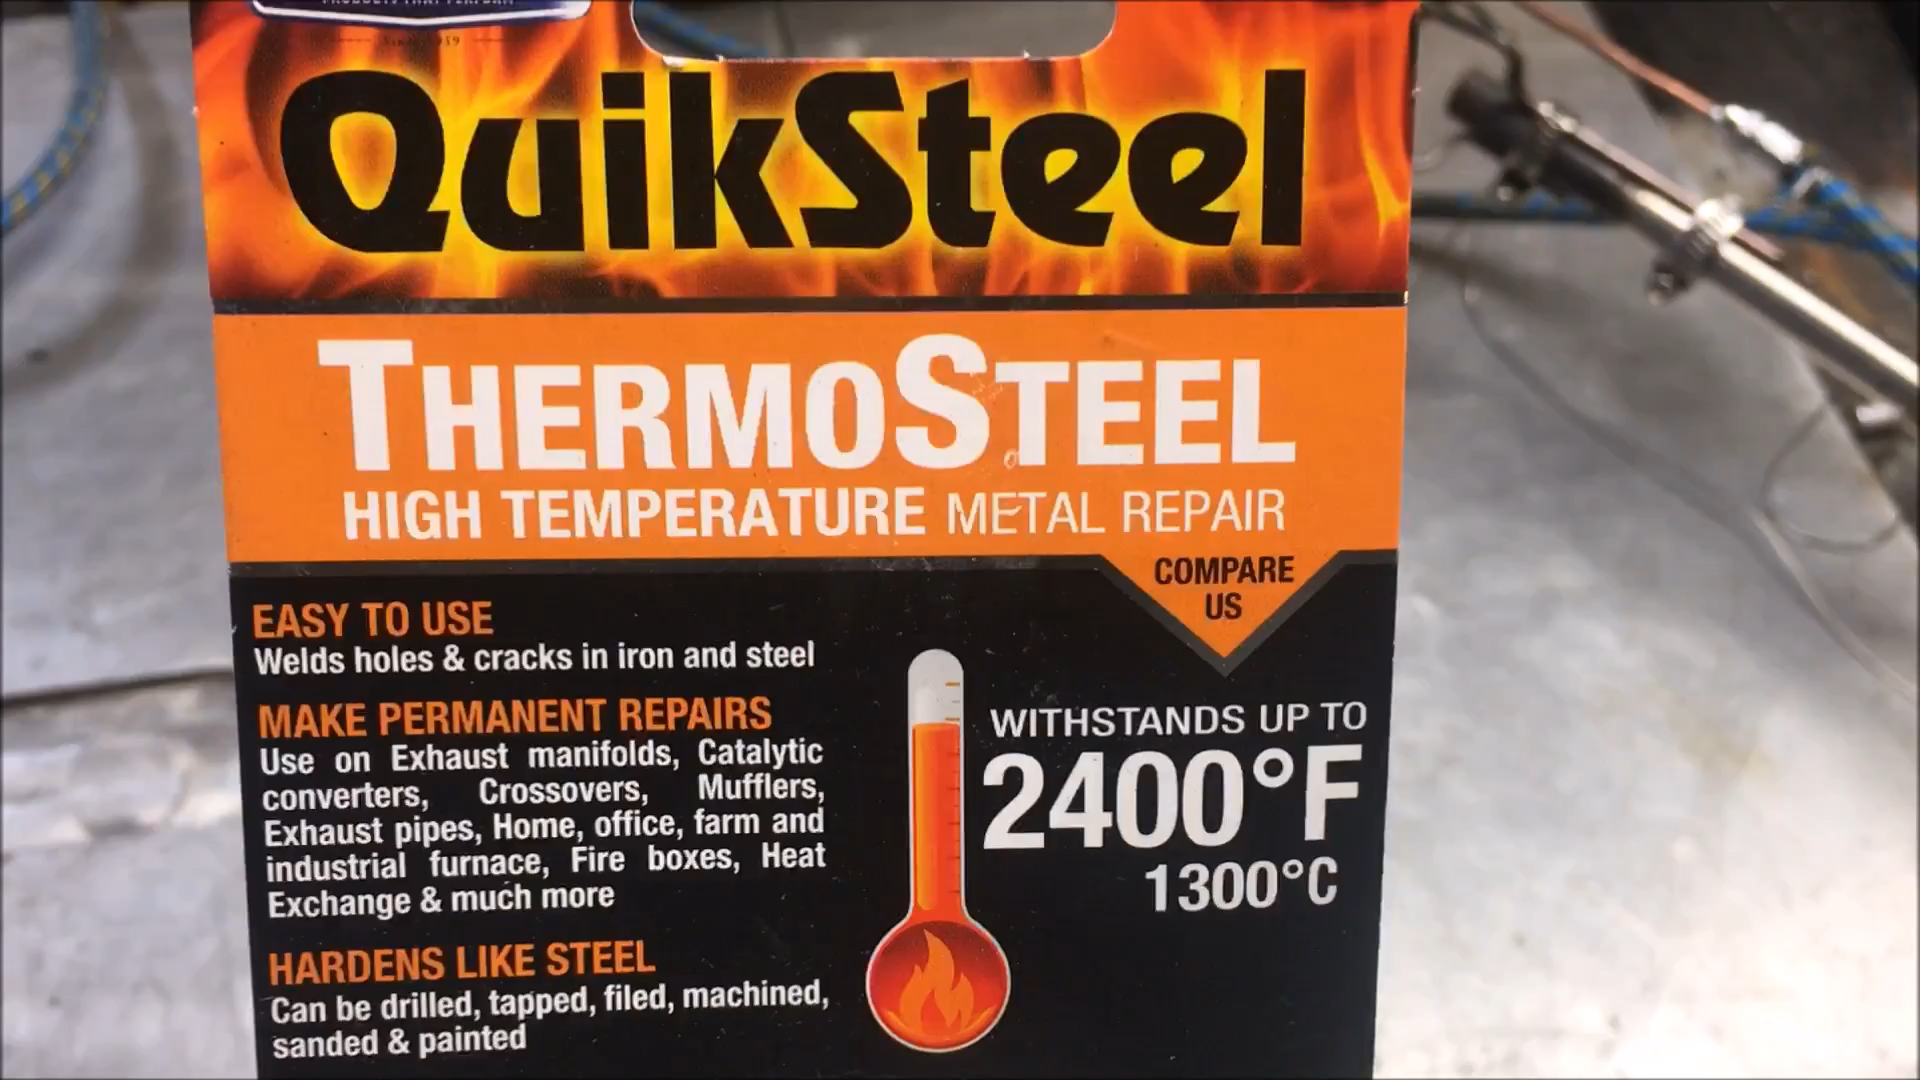 PRODUCTS THAT PERFORM
QuikSteel
THERMOSTEEL
HIGH TEMPERATURE METAL REPAIR
COMPARE
US
EASY TO USE
Welds holes & cracks in iron and steel
MAKE PERMANENT REPAIRS
Use on Exhaust manifolds, Catalytic
converters, Crossovers, Mufflers,
Exhaust pipes, Home, office, farm and
industrial furnace, Fire boxes, Heat
Exchange & much more
HARDENS LIKE STEEL
Can be drilled, tapped, filed, machined,
sanded & painted
WITHSTANDS UP TO
2400°F
1300°C